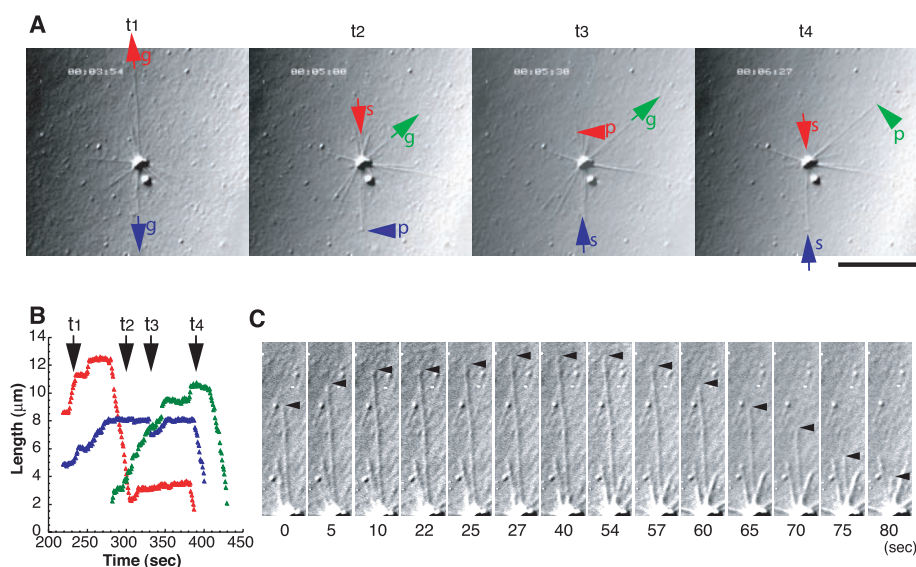 A
t1
t2
t3
t4
00:03:54
00:05:00
00:05:30
00:06:27
g
g
s
g
p
p
g
s
s
p
s
B
t1 t2 t3 t4
14
12
10
8
6
4
2
0
Length (μm)
200 250 300 350 400 450
Time (sec)
C
0 5 10 22 25 27 40 54 57 60 65 70 75 80
(sec)